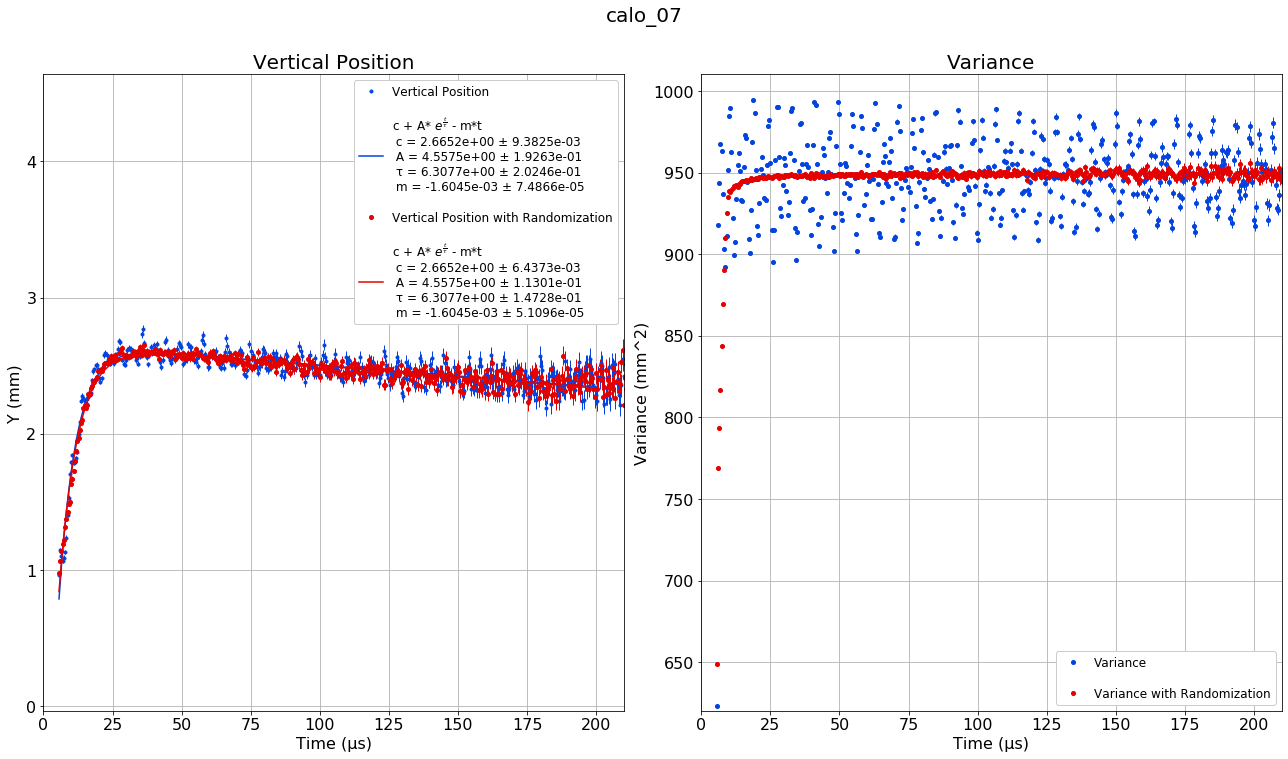 calo_07
Vertical Position
Vertical Position
c + A* e^{t/τ} - m*t
c = 2.6652e+00 ± 9.3825e-03
A = 4.5575e+00 ± 1.9263e-01
τ = 6.3077e+00 ± 2.0246e-01
m = -1.6045e-03 ± 7.4866e-05
Vertical Position with Randomization
c + A* e^{t/τ} - m*t
c = 2.6652e+00 ± 6.4373e-03
A = 4.5575e+00 ± 1.1301e-01
τ = 6.3077e+00 ± 1.4728e-01
m = -1.6045e-03 ± 5.1096e-05
Y (mm)
4
3
2
1
0
0 25 50 75 100 125 150 175 200
Time (μs)
Variance
Variance (mm^2)
1000
950
900
850
800
750
700
650
Variance
Variance with Randomization
0 25 50 75 100 125 150 175 200
Time (μs)